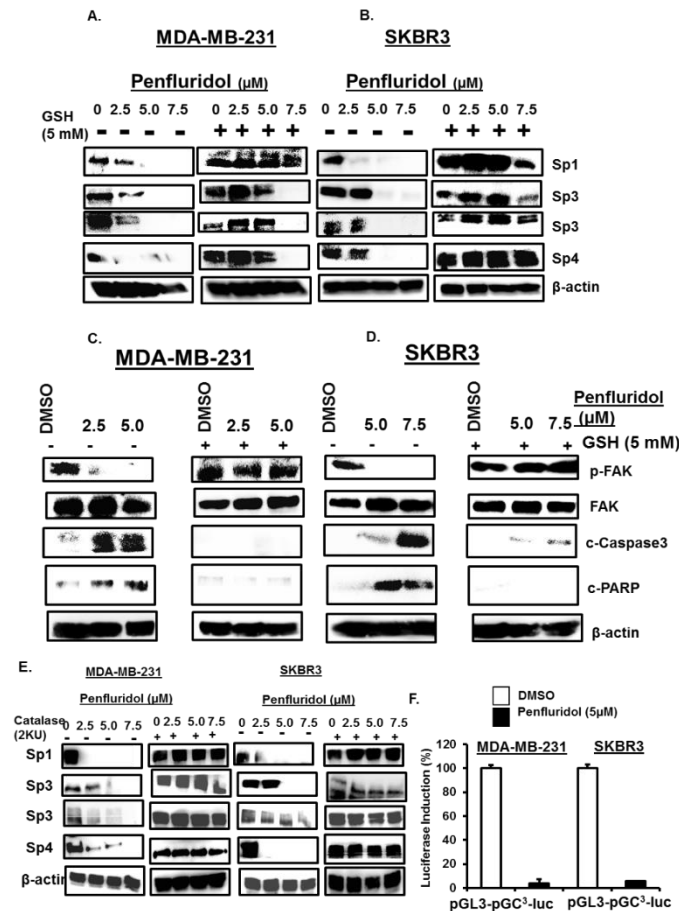 A. B.
MDA-MB-231 SKBR3
Penfluridol (µM) Penfluridol (µM)
0 2.5 5.0 7.5 0 2.5 5.0 7.5 0 2.5 5.0 7.5 0 2.5 5.0 7.5
GSH
(5 mM) - - - - + + + + - - - - + + + +
Sp1
Sp3
Sp3
Sp4
β-actin
C. D.
MDA-MB-231 SKBR3
DMSO 2.5 5.0 DMSO 2.5 5.0 DMSO 5.0 7.5 DMSO 5.0 7.5 Penfluridol
(µM)
- - - + + + - - - + + + GSH (5 mM)
p-FAK
FAK
c-Caspase3
c-PARP
β-actin
E. MDA-MB-231 SKBR3
Penfluridol (µM) Penfluridol (µM)
0 2.5 5.0 7.5 0 2.5 5.0 7.5 0 2.5 5.0 7.5 0 2.5 5.0 7.5
Catalase
(2KU) - - - - + + + + - - - - + + + +
Sp1
Sp3
Sp3
Sp4
β-actin
F.
DMSO
Penfluridol (5µM)
MDA-MB-231 SKBR3
Luciferase Induction (%)
120
100
80
60
40
20
0
pGL3-pGC³-luc pGL3-pGC³-luc